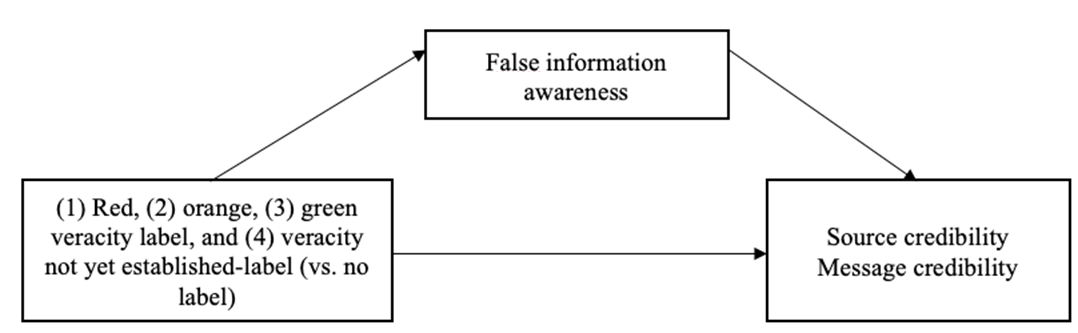 False information
awareness
(1) Red, (2) orange, (3) green
veracity label, and (4) veracity
not yet established-label (vs. no
label)
Source credibility
Message credibility